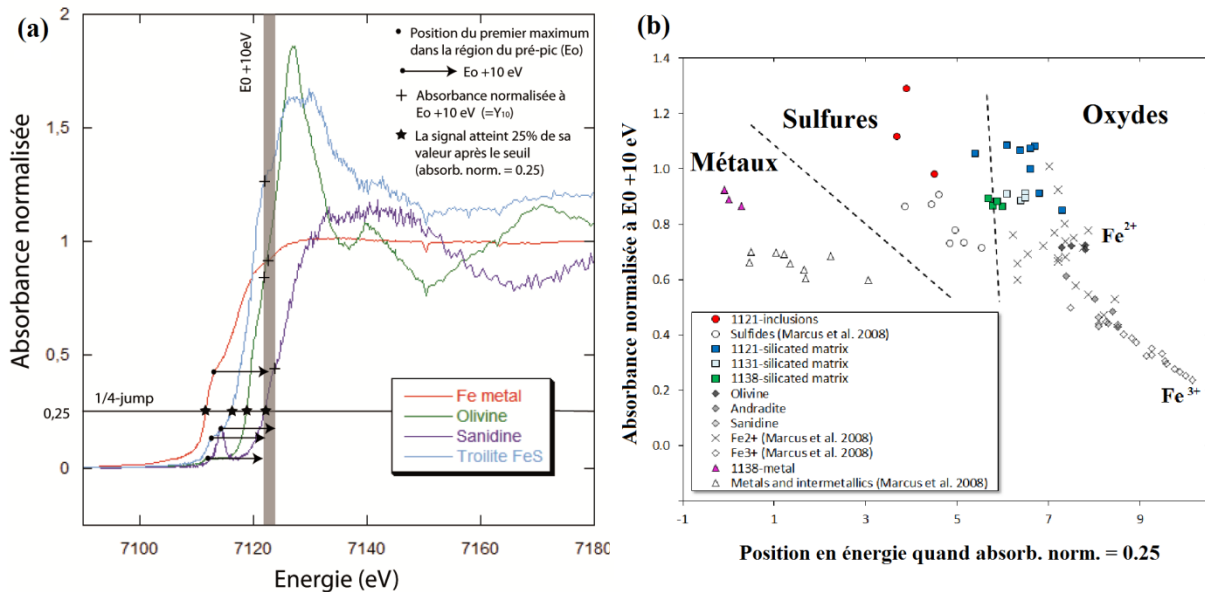 (a)
2
1,5
1
0,5
0,25
0
Absorbance normalisée
E0 +10eV
Position du premier maximum
dans la région du pré-pic (Eo)
Eo +10 eV
Absorbance normalisée à
Eo +10 eV (=Y10)
La signal atteint 25% de sa
valeur après le seuil
(absorb. norm. = 0.25)
1/4-jump
Fe metal
Olivine
Sanidine
Troilite FeS
7100
7120
7140
7160
7180
Energie (eV)
(b)
1.4
1.2
1.0
0.8
0.6
0.4
0.2
0.0
Absorbance normalisée à E0 +10 eV
Métaux
Sulfures
Oxydes
Fe2+
Fe3+
1121-inclusions
Sulfides (Marcus et al. 2008)
1121-silicated matrix
1131-silicated matrix
1138-silicated matrix
Olivine
Andradite
Sanidine
Fe2+ (Marcus et al. 2008)
Fe3+ (Marcus et al. 2008)
1138-metal
Metals and intermetallics (Marcus et al. 2008)
-1
1
3
5
7
9
Position en énergie quand absorb. norm. = 0.25